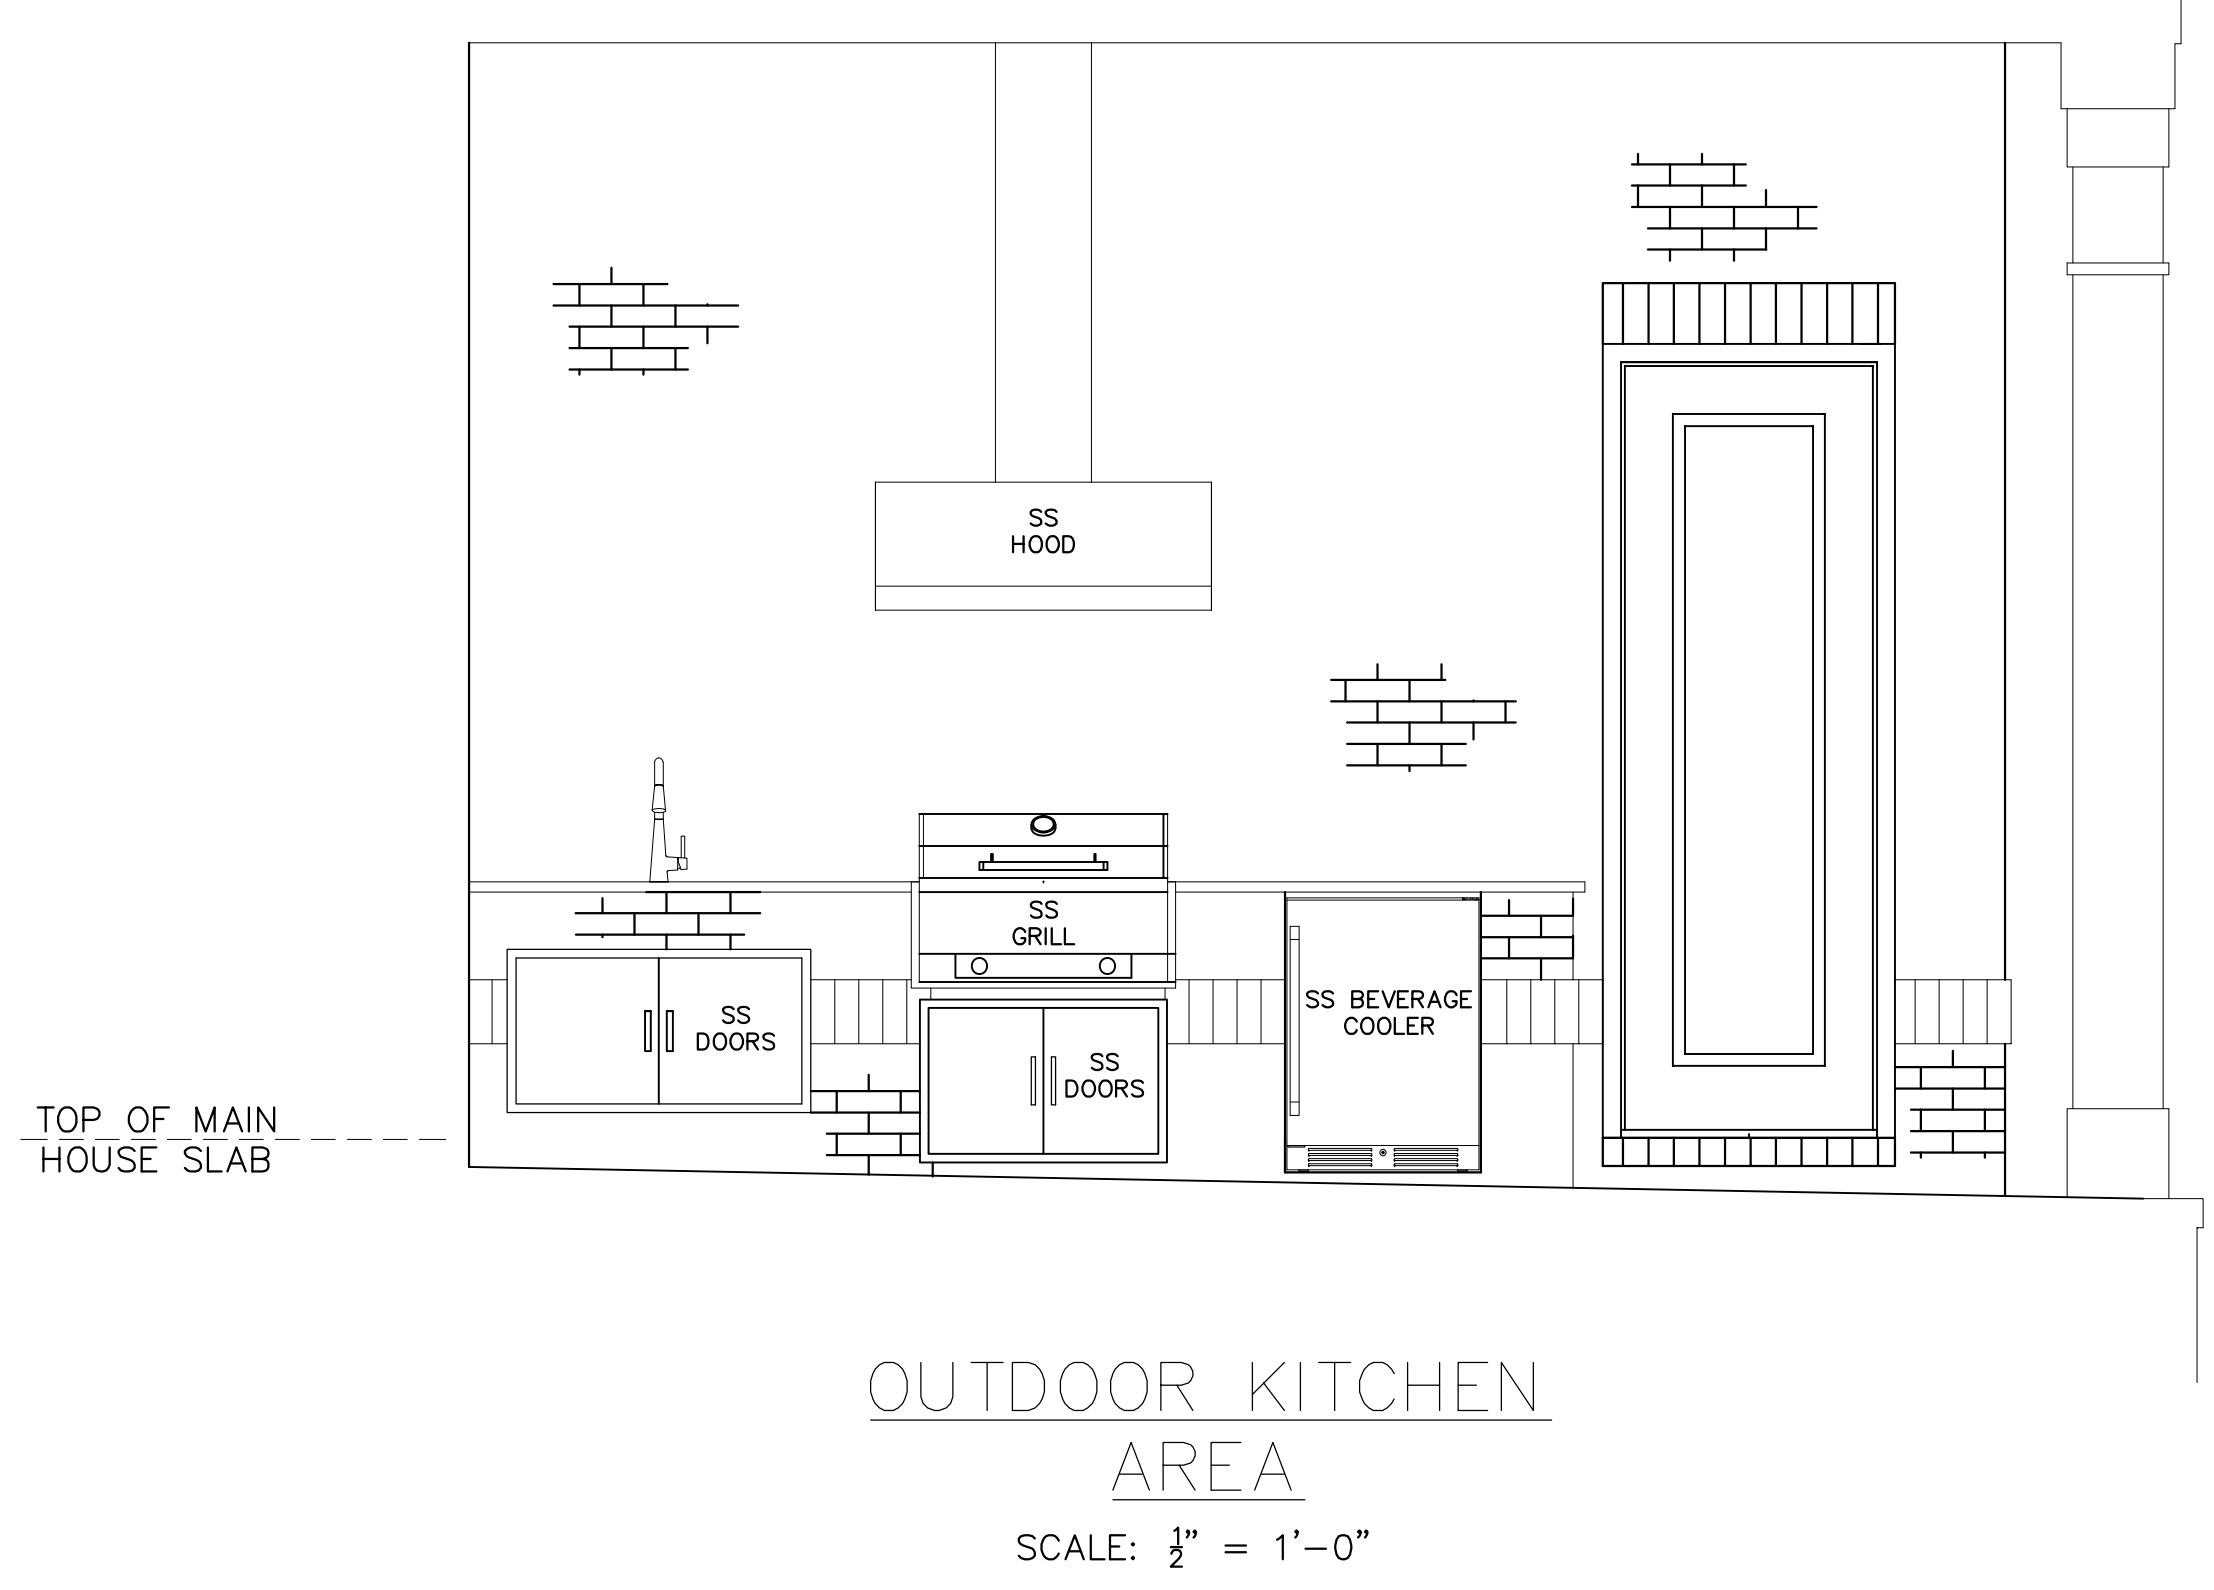 SS
HOOD
SS
GRILL
SS BEVERAGE
COOLER
SS
DOORS
SS
DOORS
TOP OF MAIN
HOUSE SLAB
OUTDOOR KITCHEN
AREA
SCALE: ½” = 1’-0”